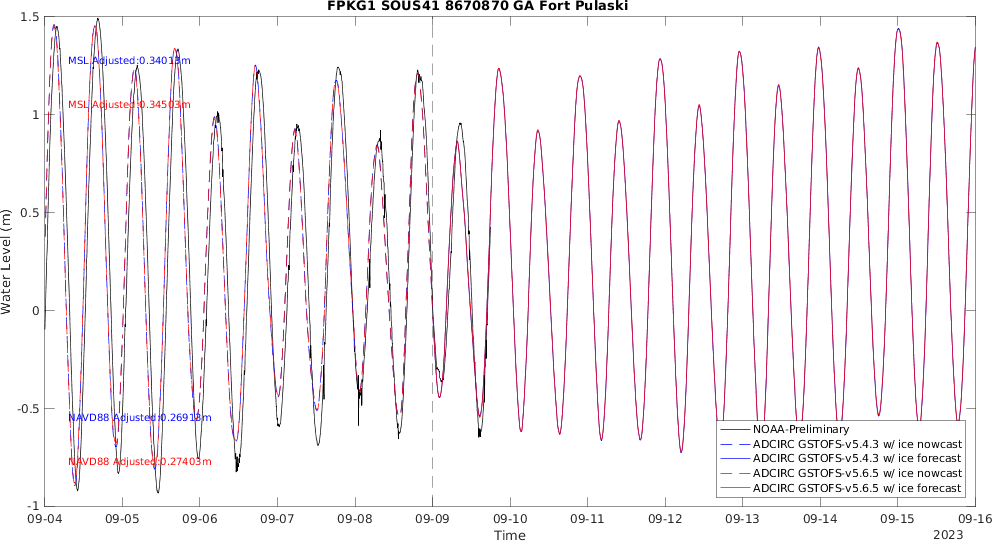 FPKG1 SOUS41 8670870 GA Fort Pulaski
1.5
MSL Adjusted:0.34013m
MSL Adjusted:0.34503m
1
0.5
Water Level (m)
0
-0.5
NAVD88 Adjusted:0.26913m
NAVD88 Adjusted:0.27403m
-1
NOAA-Preliminary
ADCIRC GSTOFS-v5.4.3 w/ ice nowcast
ADCIRC GSTOFS-v5.4.3 w/ ice forecast
ADCIRC GSTOFS-v5.6.5 w/ ice nowcast
ADCIRC GSTOFS-v5.6.5 w/ ice forecast
09-04 09-05 09-06 09-07 09-08 09-09 09-10 09-11 09-12 09-13 09-14 09-15 09-16
Time
2023